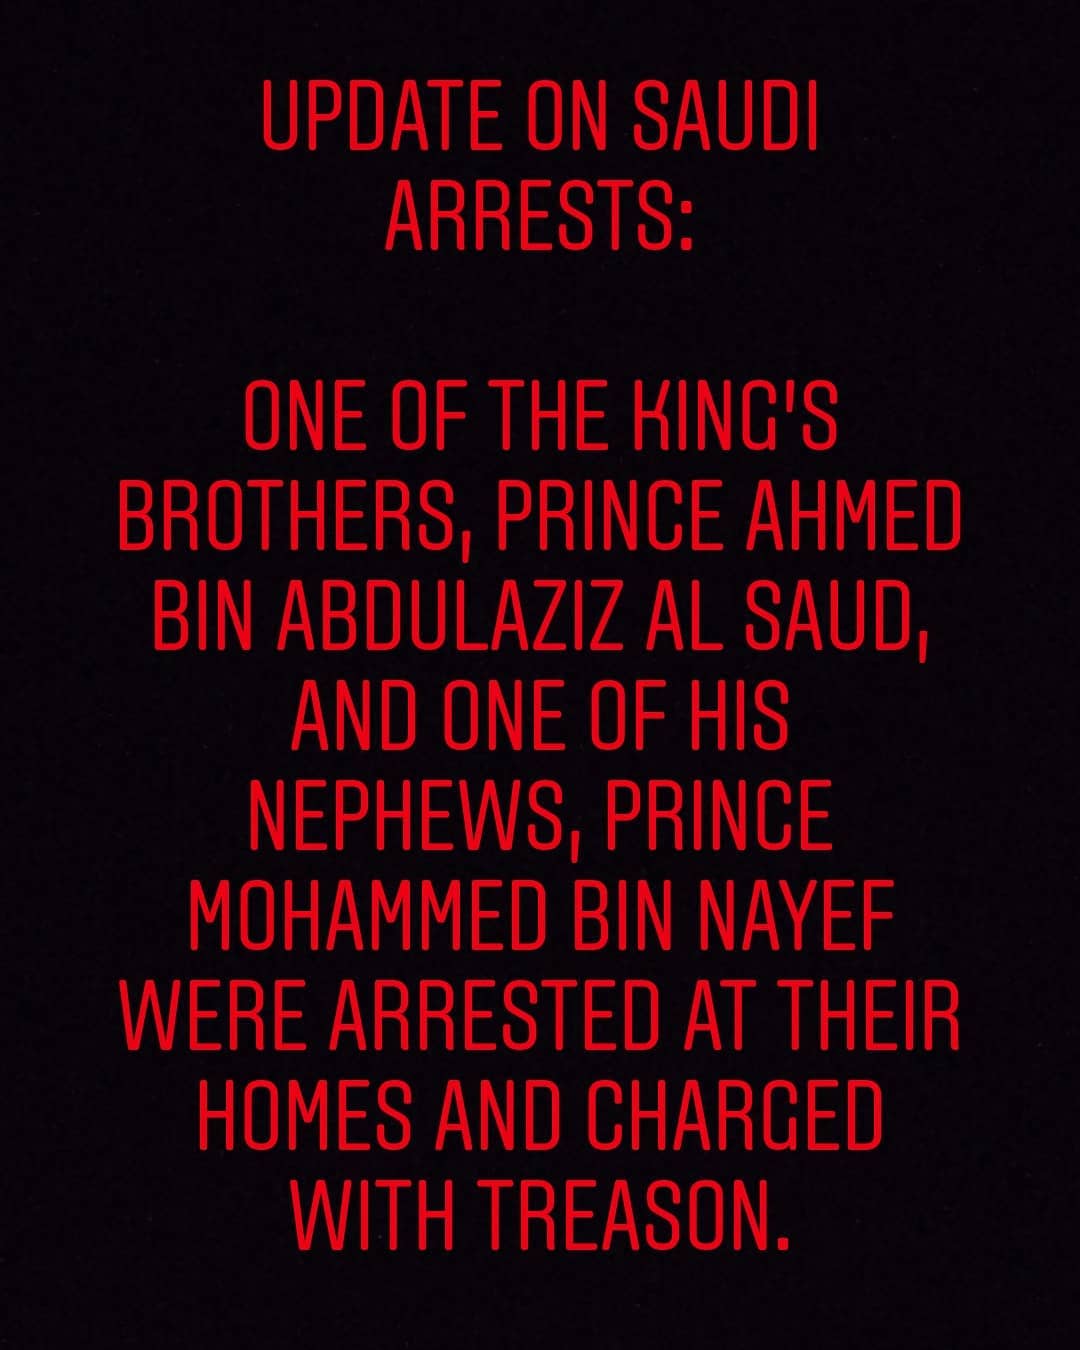 UPDATE ON SAUDI
ARRESTS:
ONE OF THE KING'S
BROTHERS, PRINCE AHMED
BIN ABDULAZIZ AL SAUD,
AND ONE OF HIS
NEPHEWS, PRINCE
MOHAMMED BIN NAYEF
WERE ARRESTED AT THEIR
HOMES AND CHARGED
WITH TREASON.